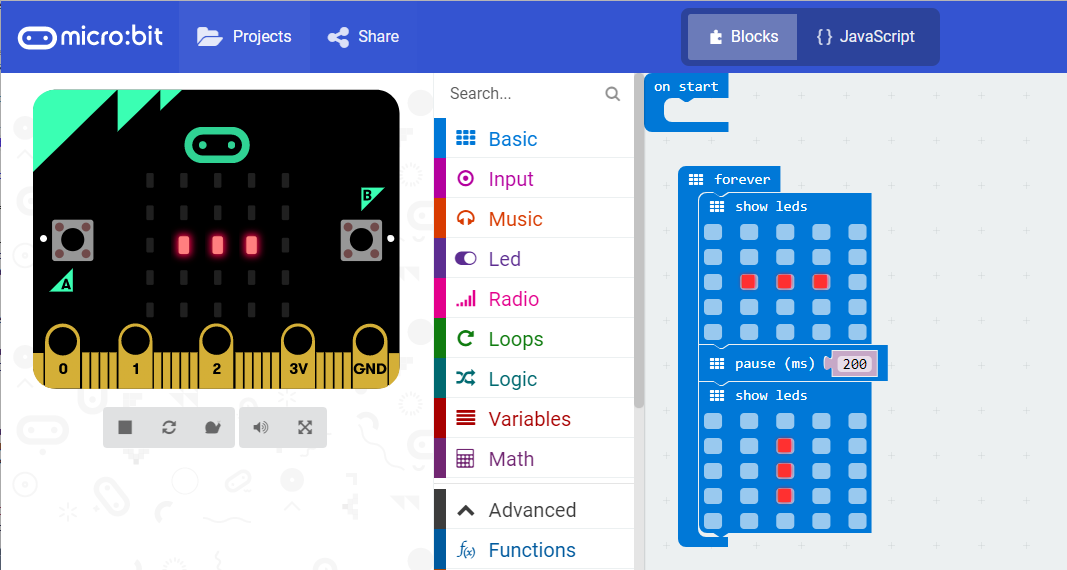 micro:bit
Projects
Share
Blocks
{ } JavaScript
B
A
0 1 2 3V GND
Search...
Basic
Input
Music
Led
Radio
Loops
Logic
Variables
Math
Advanced
f(x) Functions
on start
forever
show leds
pause (ms) 200
show leds